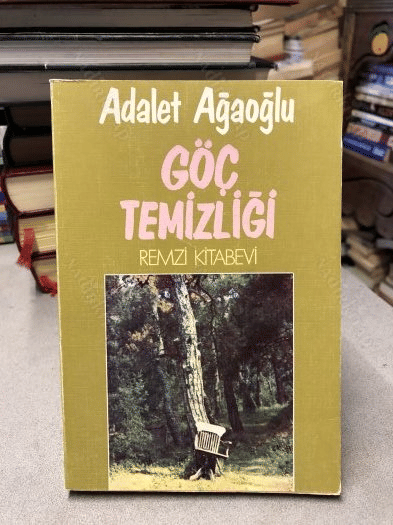 Adalet Ağaoğlu
GÖÇ
TEMİZLİĞİ
REMZİ KİTABEVİ